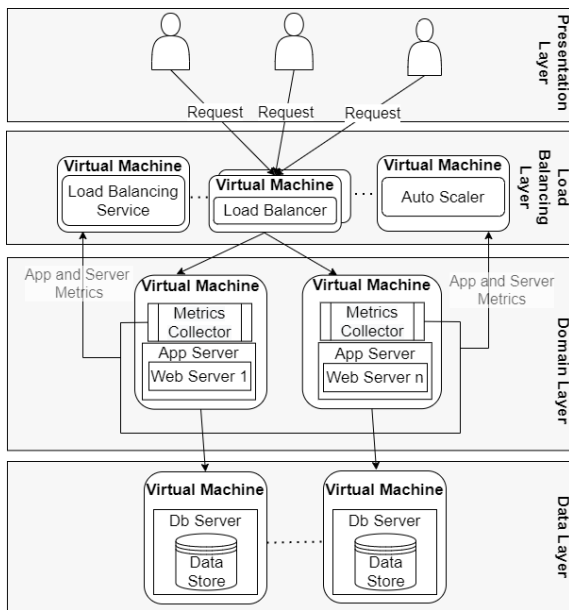 Presentation
Layer
Request
Request
Request
Load
Balancing
Layer
Virtual Machine
Load Balancing
Service
Virtual Machine
Load Balancer
Virtual Machine
Auto Scaler
App and Server
Metrics
App and Server
Metrics
Domain Layer
Virtual Machine
Metrics
Collector
App Server
Web Server 1
Virtual Machine
Metrics
Collector
App Server
Web Server n
Data Layer
Virtual Machine
Db Server
Data
Store
Virtual Machine
Db Server
Data
Store